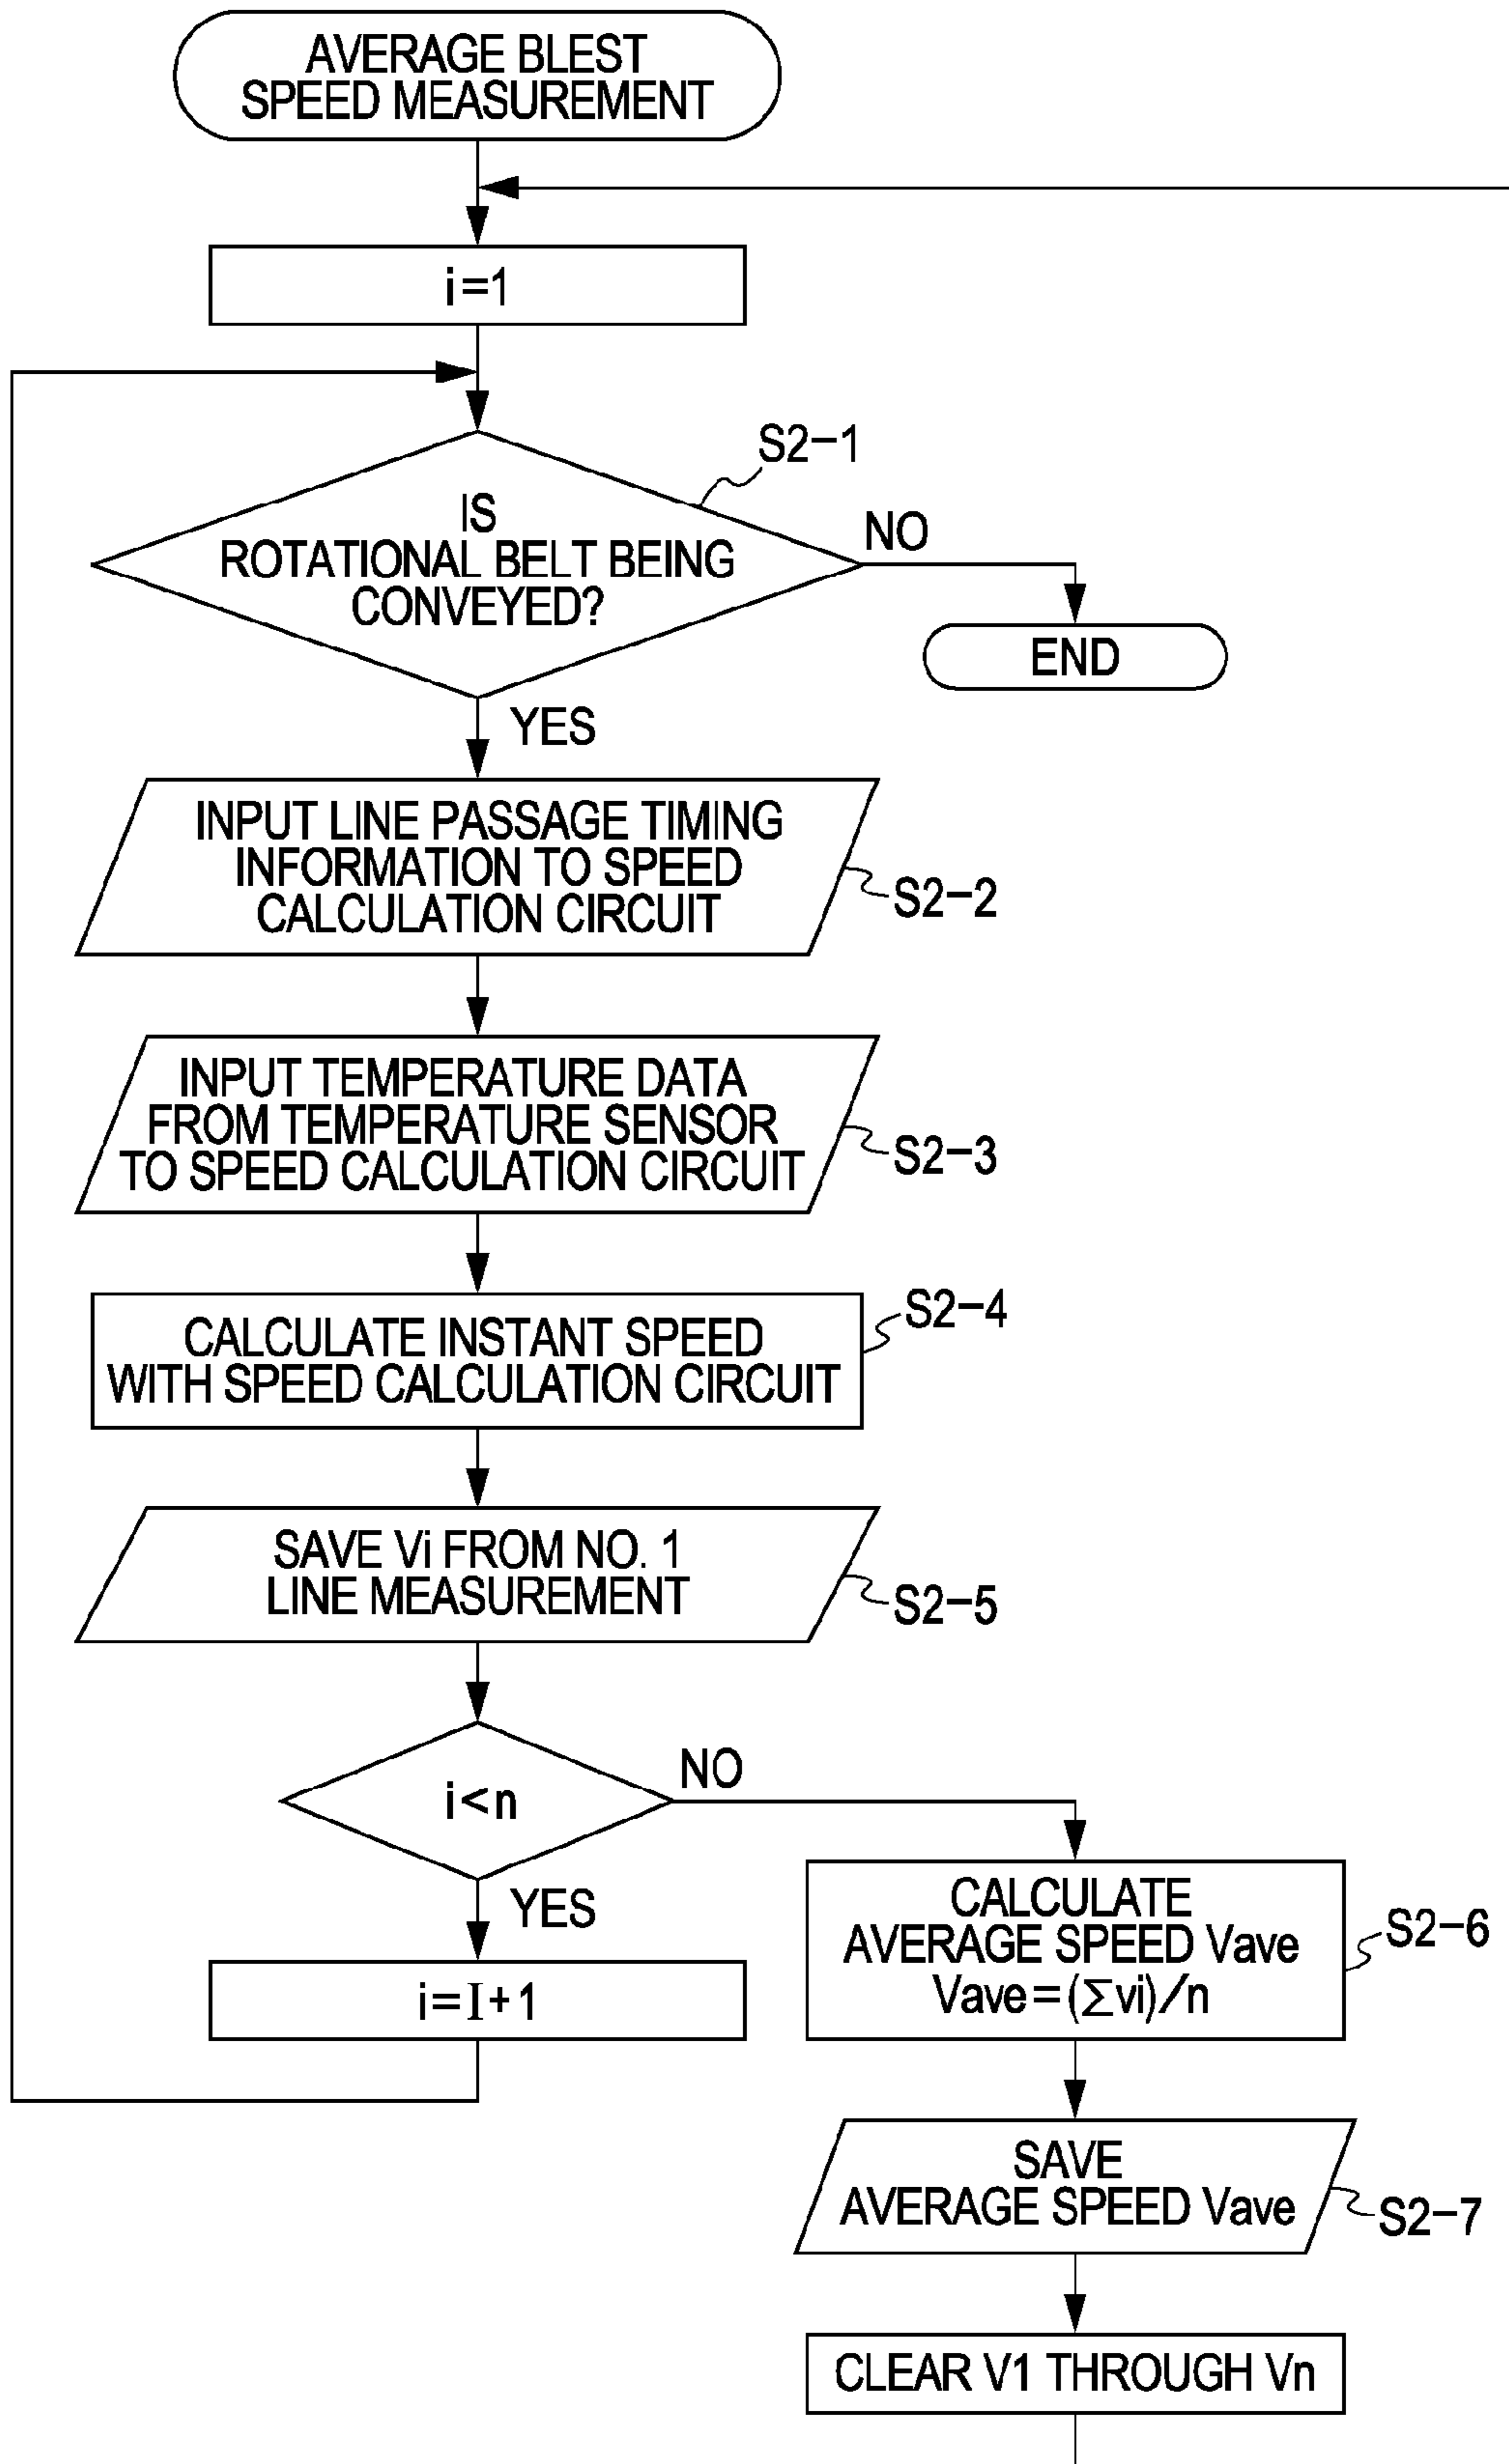 AVERAGE BLEST
SPEED MEASUREMENT
i=1
S2-1
IS
ROTATIONAL BELT BEING
CONVEYED?
NO
END
YES
INPUT LINE PASSAGE TIMING
INFORMATION TO SPEED
CALCULATION CIRCUIT
S2-2
INPUT TEMPERATURE DATA
FROM TEMPERATURE SENSOR
TO SPEED CALCULATION CIRCUIT
S2-3
CALCULATE INSTANT SPEED
WITH SPEED CALCULATION CIRCUIT
S2-4
SAVE Vi FROM NO. 1
LINE MEASUREMENT
S2-5
i<n
NO
YES
i=I+1
CALCULATE
AVERAGE SPEED Vave
Vave=(∑vi)/n
S2-6
SAVE
AVERAGE SPEED Vave
S2-7
CLEAR V1 THROUGH Vn